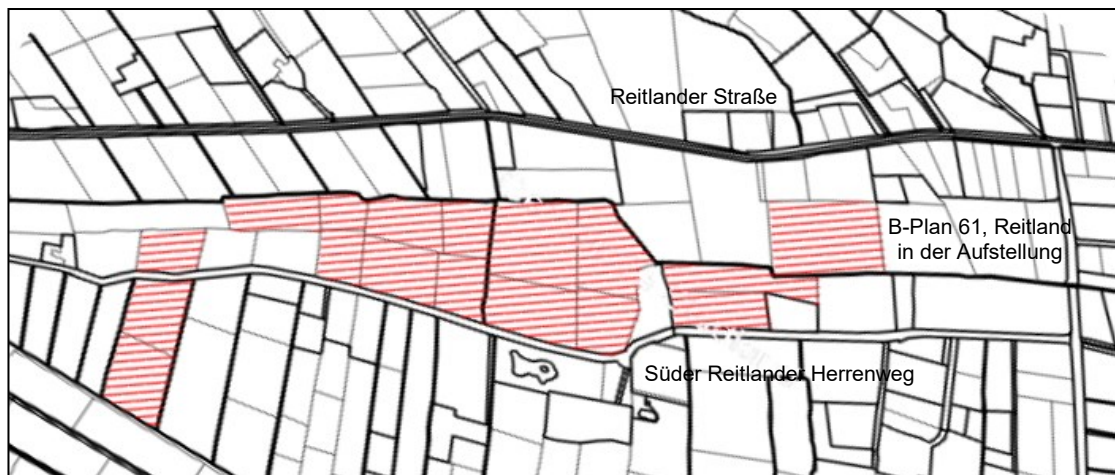 Reitlander Straße
B-Plan 61, Reitland
in der Aufstellung
Süder Reitlander Herrenweg